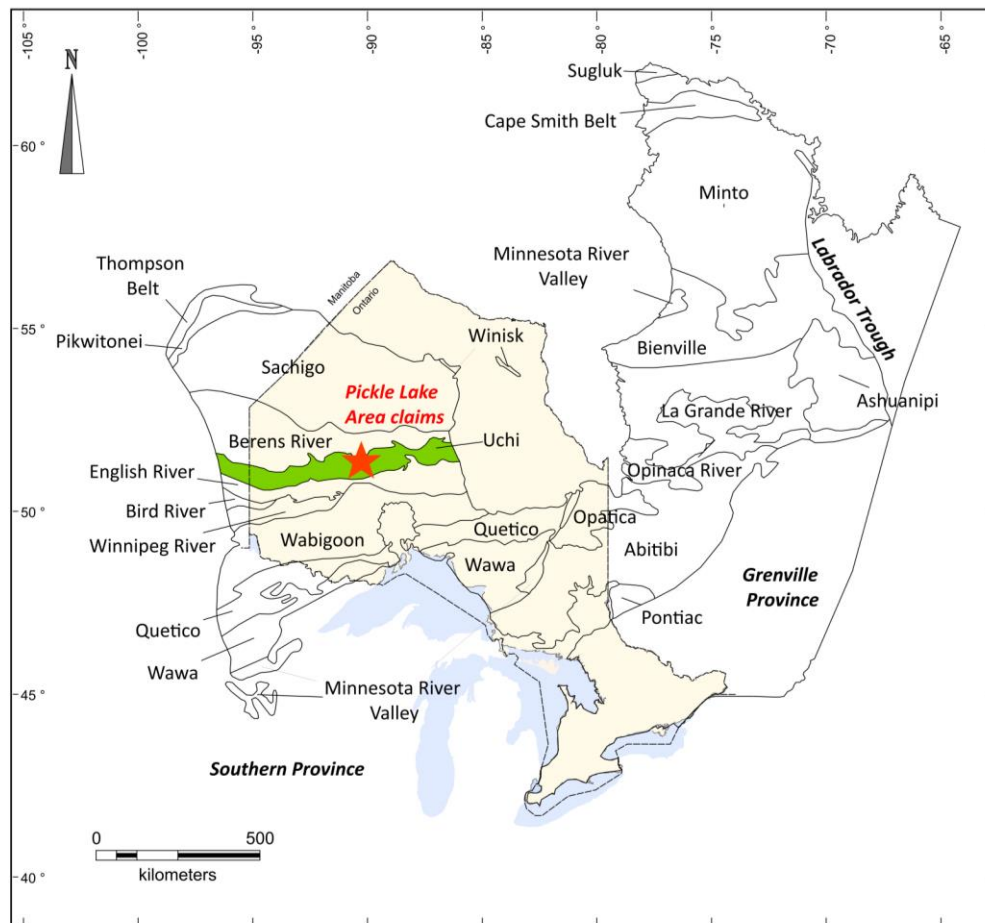 -105°
-100°
-95°
-90°
-85°
-80°
-75°
-70°
-65°
N
Sugluk
Cape Smith Belt
60 °
Minto
Minnesota River
Valley
Labrador Trough
Thompson
Belt
Manitoba
Ontario
55 °
Pikwitonei
Winisk
Bienville
Sachigo
Ashuanipi
Pickle Lake
Area claims
La Grande River
Berens River
Uchi
English River
Opinaca River
50 °
Bird River
Opatica
Winnipeg River
Wabigoon
Quetico
Abitibi
Wawa
Grenville
Province
Quetico
Pontiac
Wawa
Minnesota River
Valley
45 °
Southern Province
0
500
kilometers
40 °